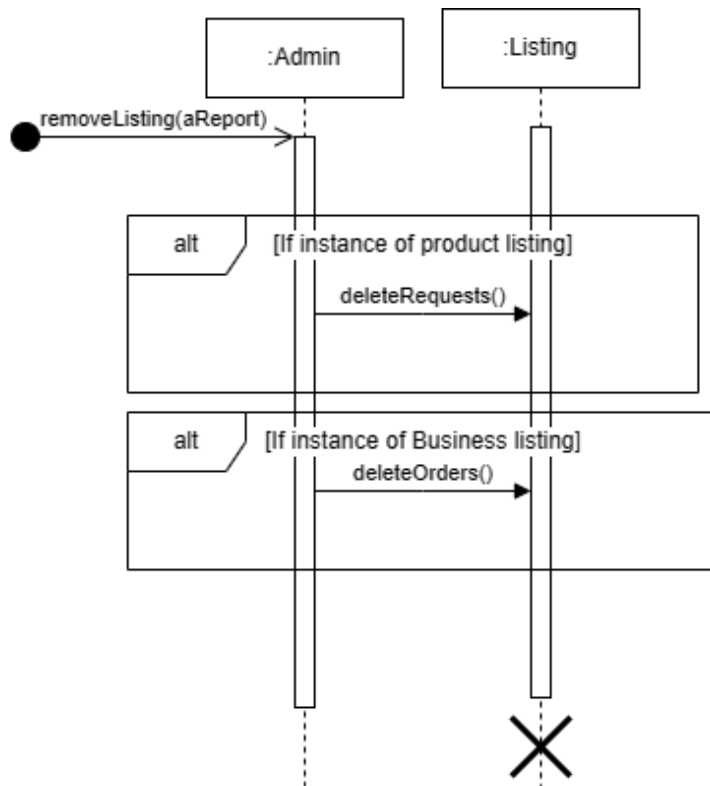 :Admin
:Listing
removeListing(aReport)
alt
[If instance of product listing]
deleteRequests()
alt
[If instance of Business listing]
deleteOrders()